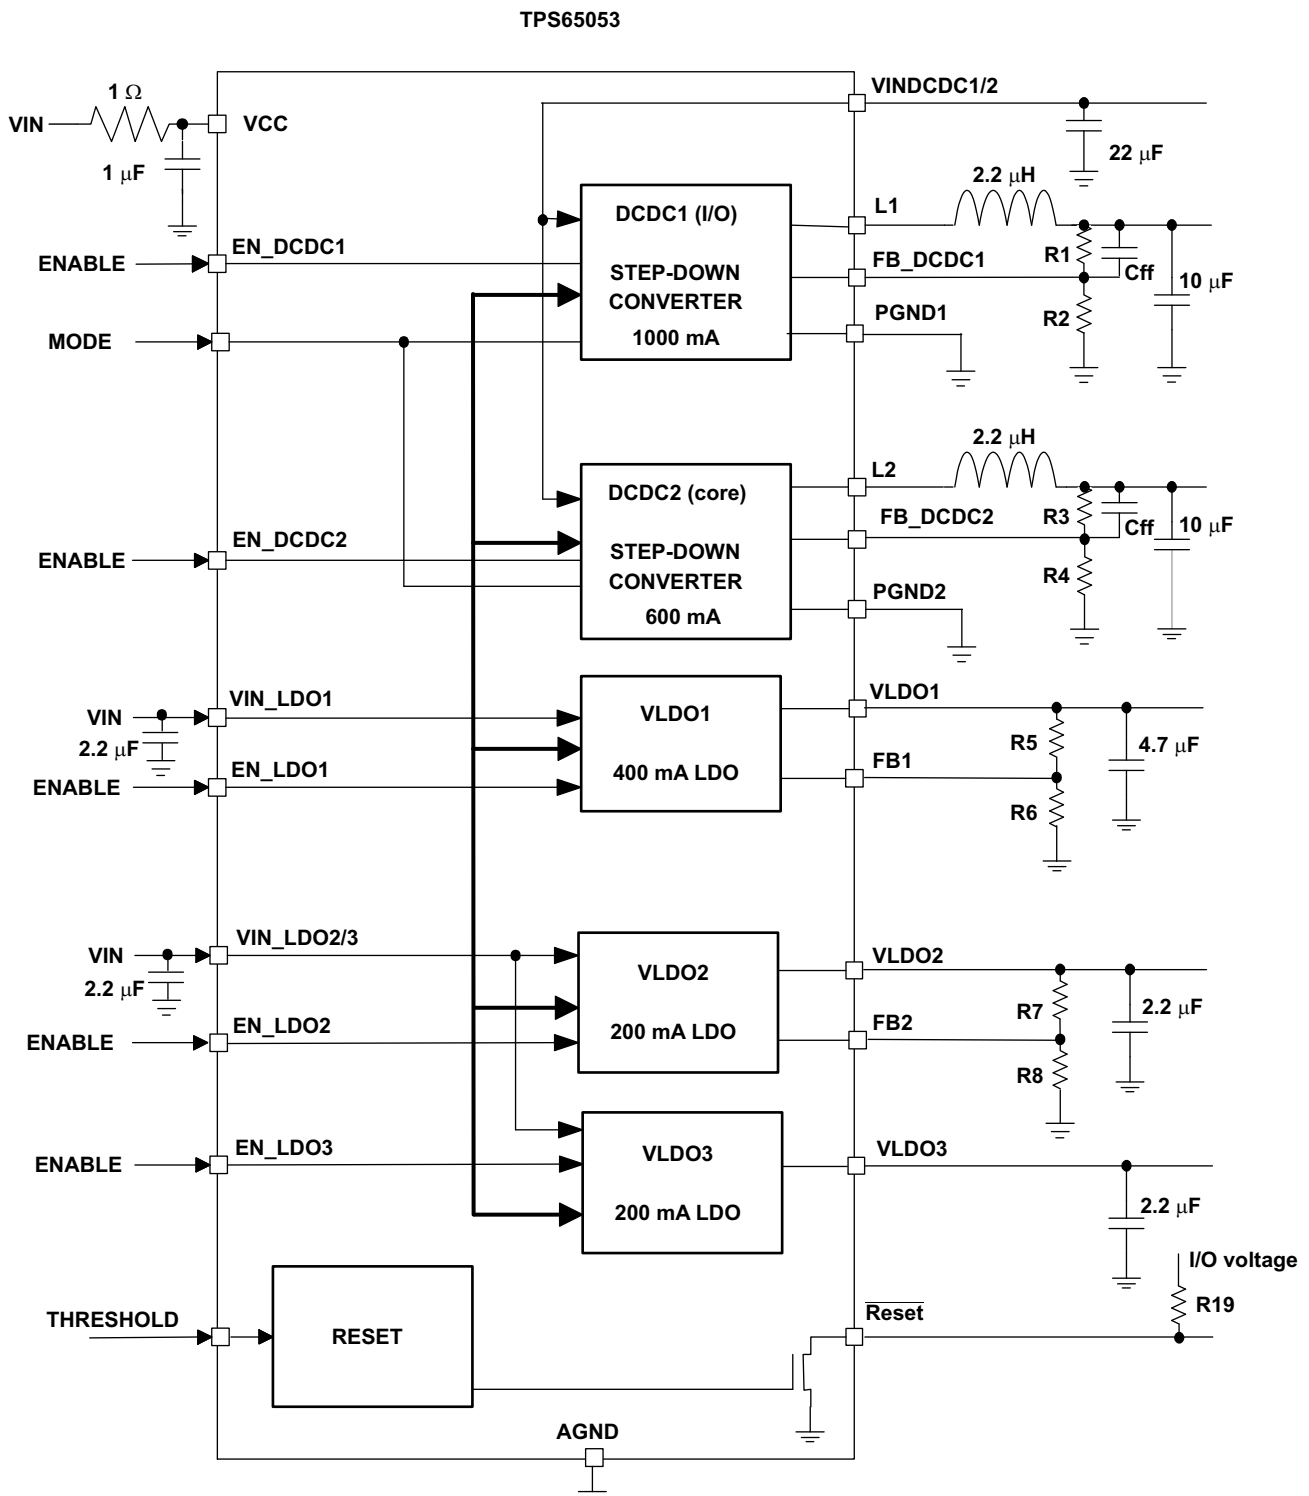 TPS65053
1 Ω
VIN
VCC
1 μF
VINDCDC1/2
22 μF
2.2 μH
DCDC1 (I/O)
STEP-DOWN
CONVERTER
1000 mA
L1
R1
Cff
10 μF
R2
FB_DCDC1
PGND1
ENABLE
EN_DCDC1
MODE
2.2 μH
DCDC2 (core)
STEP-DOWN
CONVERTER
600 mA
L2
R3
Cff
10 μF
R4
FB_DCDC2
PGND2
ENABLE
EN_DCDC2
VIN
2.2 μF
VIN_LDO1
ENABLE
EN_LDO1
VLDO1
400 mA LDO
VLDO1
R5
4.7 μF
FB1
R6
VIN
2.2 μF
VIN_LDO2/3
ENABLE
EN_LDO2
VLDO2
200 mA LDO
VLDO2
R7
2.2 μF
FB2
R8
ENABLE
EN_LDO3
VLDO3
200 mA LDO
VLDO3
2.2 μF
I/O voltage
R19
THRESHOLD
RESET
Reset
AGND